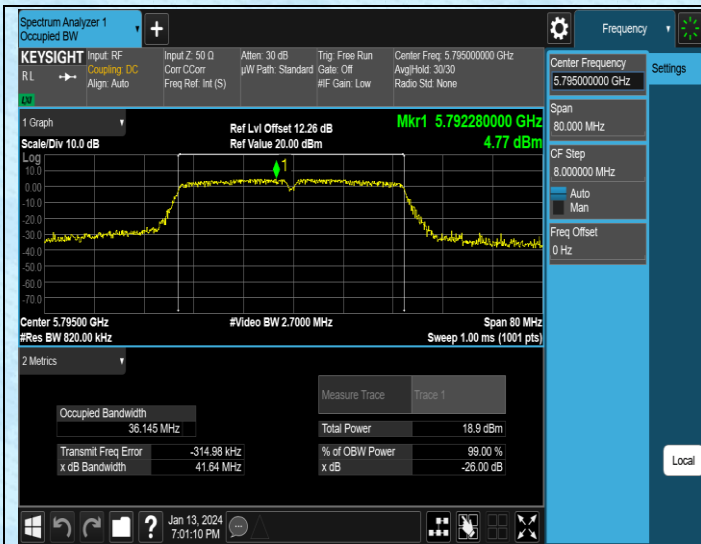 Spectrum Analyzer 1
Occupied BW
+
Frequency
KEYSIGHT
RL
LXI
Input: RF
Coupling: DC
Align: Auto
Input Z: 50 Ω
Corr CCorr
Freq Ref: Int (S)
Atten: 30 dB
µW Path: Standard
Trig: Free Run
Gate: Off
#IF Gain: Low
Center Freq: 5.795000000 GHz
Avg|Hold: 30/30
Radio Std: None
Center Frequency
5.795000000 GHz
Settings
Span
80.000 MHz
CF Step
8.000000 MHz
Auto
Man
Freq Offset
0 Hz
Local
1 Graph
Scale/Div 10.0 dB
Ref Lvl Offset 12.26 dB
Ref Value 20.00 dBm
Mkr1 5.792280000 GHz
4.77 dBm
Log
10.0
0.00
-10.0
-20.0
-30.0
-40.0
-50.0
-60.0
-70.0
1
Center 5.79500 GHz
#Res BW 820.00 kHz
#Video BW 2.7000 MHz
Span 80 MHz
Sweep 1.00 ms (1001 pts)
2 Metrics
Measure Trace
Trace 1
Occupied Bandwidth
36.145 MHz
Total Power
18.9 dBm
Transmit Freq Error
-314.98 kHz
% of OBW Power
99.00 %
x dB Bandwidth
41.64 MHz
x dB
-26.00 dB
?
Jan 13, 2024
7:01:10 PM